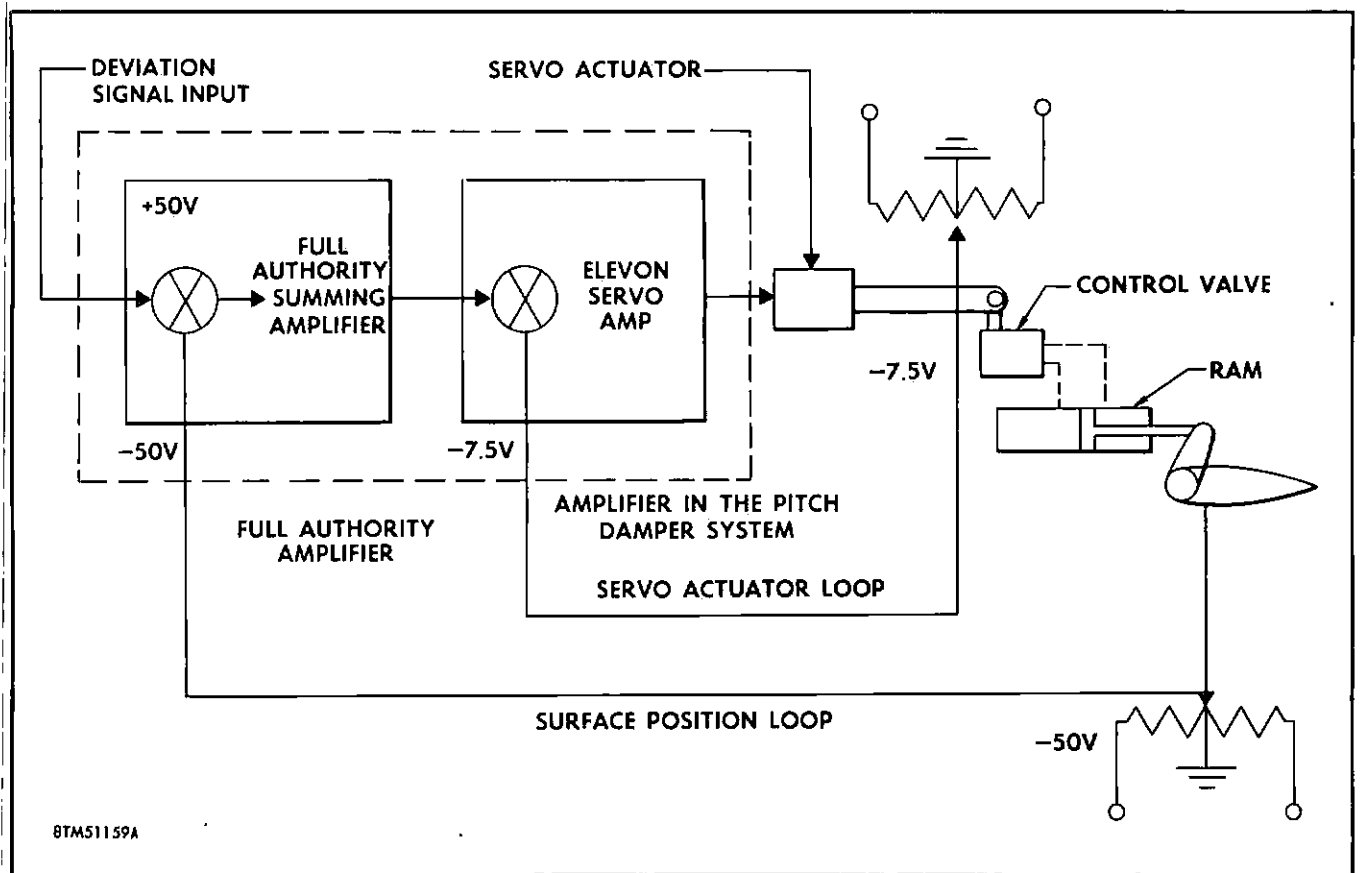 DEVIATION
SIGNAL INPUT
SERVO ACTUATOR
+50V
FULL
AUTHORITY
SUMMING
AMPLIFIER
ELEVON
SERVO
AMP
CONTROL VALVE
-7.5V
RAM
-50V
-7.5V
FULL AUTHORITY
AMPLIFIER
AMPLIFIER IN THE PITCH
DAMPER SYSTEM
SERVO ACTUATOR LOOP
SURFACE POSITION LOOP
-50V
8TM51159A